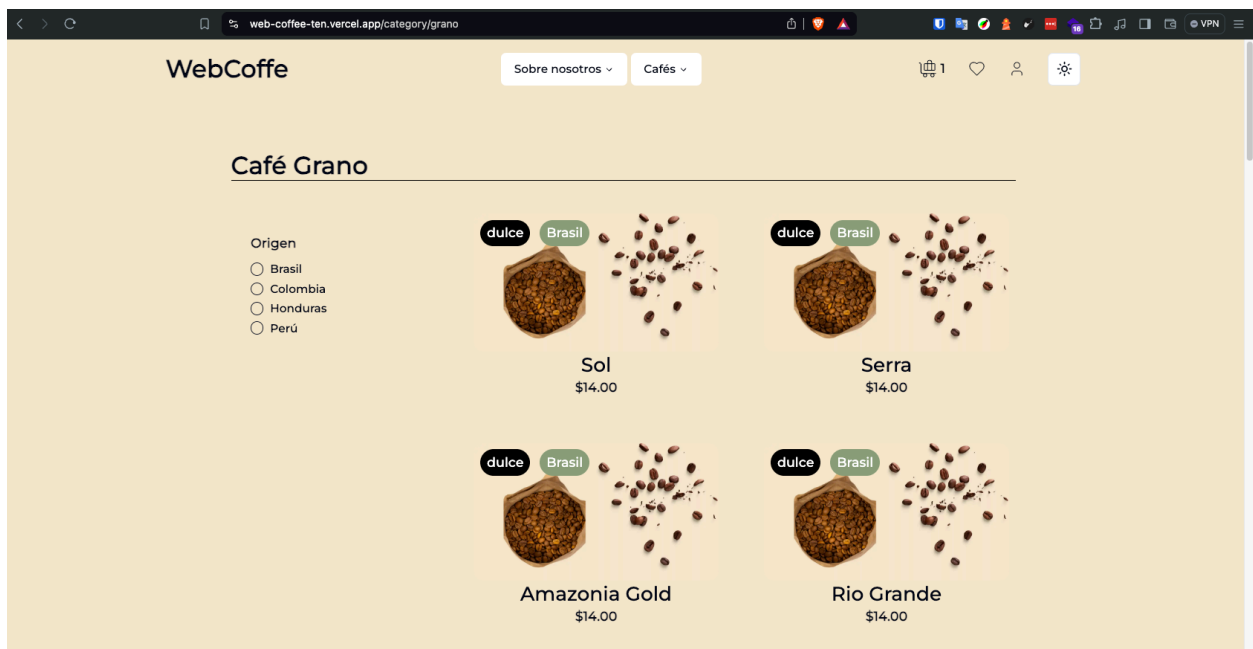 web-coffee-ten.vercel.app/category/grano
16
VPN
WebCoffe
Sobre nosotros
Cafés
1
Café Grano
Origen
Brasil
Colombia
Honduras
Perú
dulce Brasil
Sol
$14.00
dulce Brasil
Serra
$14.00
dulce Brasil
Amazonia Gold
$14.00
dulce Brasil
Rio Grande
$14.00